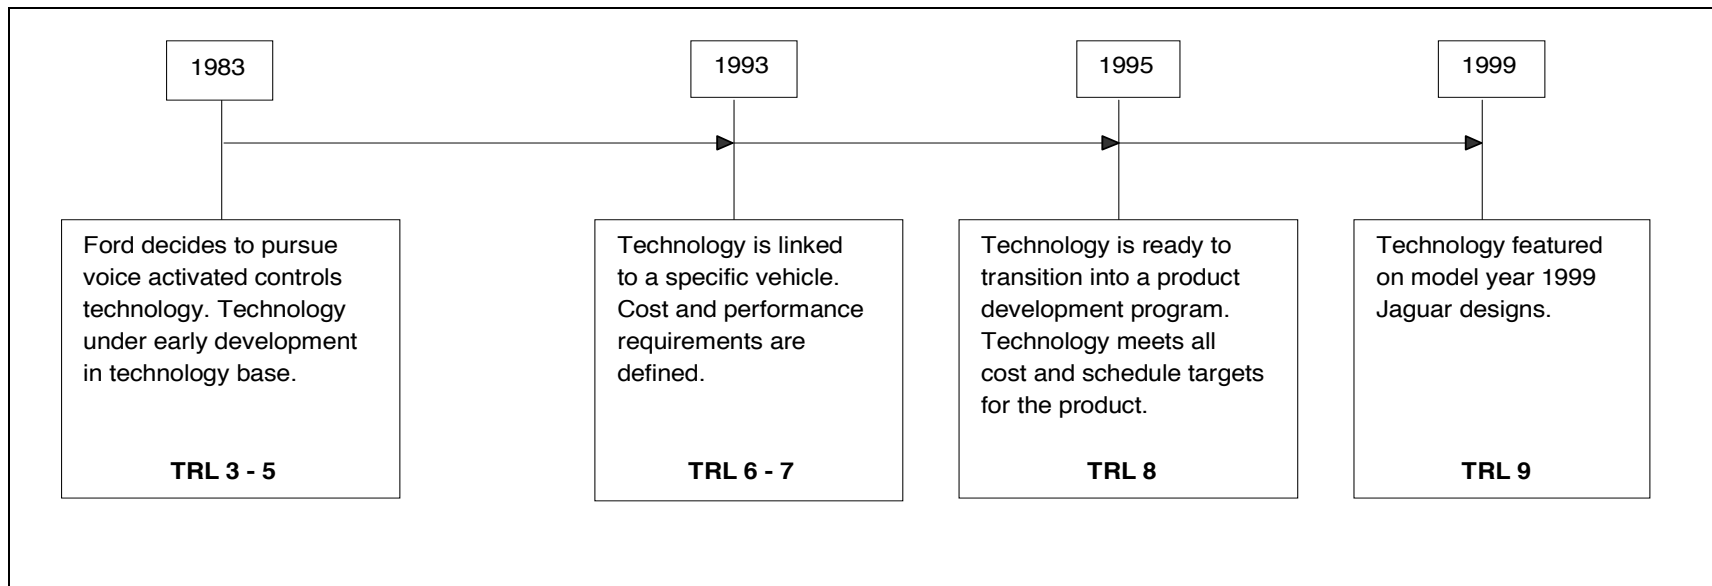 1983
1993
1995
1999
Ford decides to pursue
voice activated controls
technology. Technology
under early development
in technology base.
TRL 3 - 5
Technology is linked
to a specific vehicle.
Cost and performance
requirements are
defined.
TRL 6 - 7
Technology is ready to
transition into a product
development program.
Technology meets all
cost and schedule targets
for the product.
TRL 8
Technology featured
on model year 1999
Jaguar designs.
TRL 9